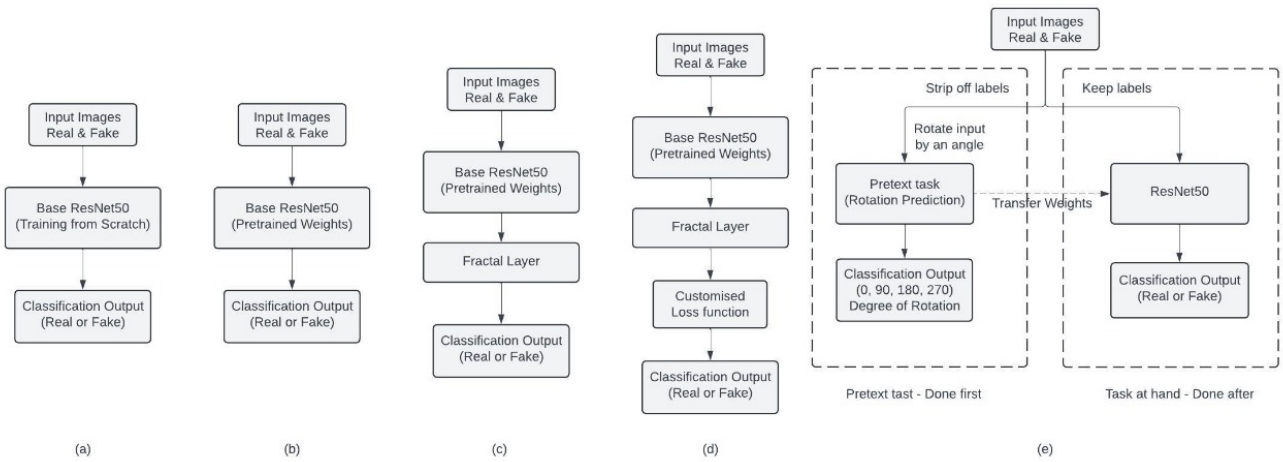 Input Images
Real & Fake
Base ResNet50
(Training from Scratch)
Classification Output
(Real or Fake)
(a)
Input Images
Real & Fake
Base ResNet50
(Pretrained Weights)
Classification Output
(Real or Fake)
(b)
Input Images
Real & Fake
Base ResNet50
(Pretrained Weights)
Fractal Layer
Classification Output
(Real or Fake)
(c)
Input Images
Real & Fake
Base ResNet50
(Pretrained Weights)
Fractal Layer
Customised
Loss function
Classification Output
(Real or Fake)
(d)
Input Images
Real & Fake
Strip off labels
Keep labels
Rotate input
by an angle
Pretext task
(Rotation Prediction)
Transfer Weights
ResNet50
Classification Output
(0, 90, 180, 270)
Degree of Rotation
Classification Output
(Real or Fake)
Pretext tast - Done first
Task at hand - Done after
(e)